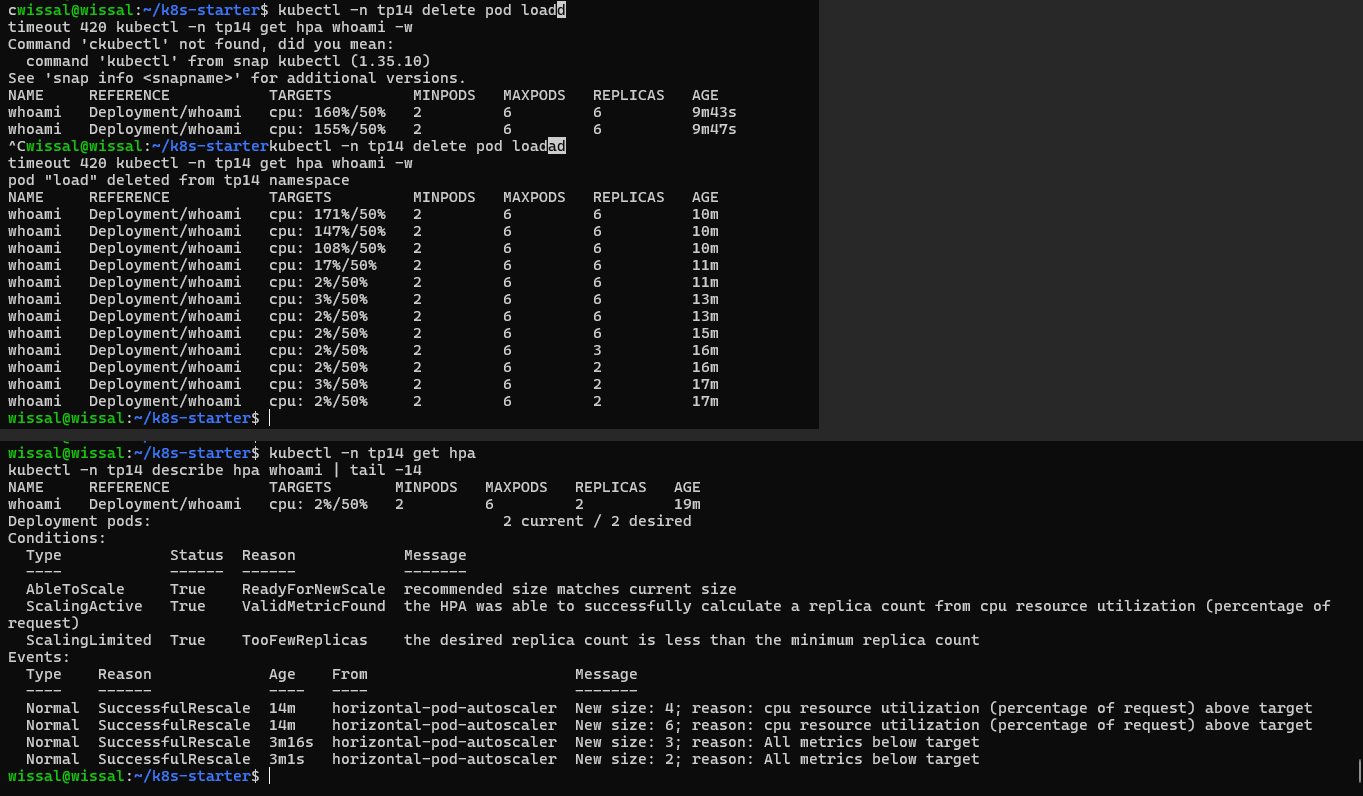 cwissal@wissal:~/k8s-starter$ kubectl -n tp14 delete pod loadd
timeout 420 kubectl -n tp14 get hpa whoami -w
Command 'ckubectl' not found, did you mean:
  command 'kubectl' from snap kubectl (1.35.10)
See 'snap info <snapname>' for additional versions.
NAME     REFERENCE           TARGETS         MINPODS   MAXPODS   REPLICAS   AGE
whoami   Deployment/whoami   cpu: 160%/50%   2         6         6          9m43s
whoami   Deployment/whoami   cpu: 155%/50%   2         6         6          9m47s
^Cwissal@wissal:~/k8s-starterkubectl -n tp14 delete pod loadad
timeout 420 kubectl -n tp14 get hpa whoami -w
pod "load" deleted from tp14 namespace
NAME     REFERENCE           TARGETS         MINPODS   MAXPODS   REPLICAS   AGE
whoami   Deployment/whoami   cpu: 171%/50%   2         6         6          10m
whoami   Deployment/whoami   cpu: 147%/50%   2         6         6          10m
whoami   Deployment/whoami   cpu: 108%/50%   2         6         6          10m
whoami   Deployment/whoami   cpu: 17%/50%    2         6         6          11m
whoami   Deployment/whoami   cpu: 2%/50%     2         6         6          11m
whoami   Deployment/whoami   cpu: 3%/50%     2         6         6          13m
whoami   Deployment/whoami   cpu: 2%/50%     2         6         6          13m
whoami   Deployment/whoami   cpu: 2%/50%     2         6         6          15m
whoami   Deployment/whoami   cpu: 2%/50%     2         6         3          16m
whoami   Deployment/whoami   cpu: 2%/50%     2         6         2          16m
whoami   Deployment/whoami   cpu: 3%/50%     2         6         2          17m
whoami   Deployment/whoami   cpu: 2%/50%     2         6         2          17m
wissal@wissal:~/k8s-starter$
wissal@wissal:~/k8s-starter$ kubectl -n tp14 get hpa
kubectl -n tp14 describe hpa whoami | tail -14
NAME     REFERENCE           TARGETS       MINPODS   MAXPODS   REPLICAS   AGE
whoami   Deployment/whoami   cpu: 2%/50%   2         6         2          19m
Deployment pods:                                       2 current / 2 desired
Conditions:
  Type            Status  Reason            Message
  ----            ------  ------            -------
  AbleToScale     True    ReadyForNewScale  recommended size matches current size
  ScalingActive   True    ValidMetricFound  the HPA was able to successfully calculate a replica count from cpu resource utilization (percentage of
request)
  ScalingLimited  True    TooFewReplicas    the desired replica count is less than the minimum replica count
Events:
  Type    Reason             Age    From                       Message
  ----    ------             ----   ----                       -------
  Normal  SuccessfulRescale  14m    horizontal-pod-autoscaler  New size: 4; reason: cpu resource utilization (percentage of request) above target
  Normal  SuccessfulRescale  14m    horizontal-pod-autoscaler  New size: 6; reason: cpu resource utilization (percentage of request) above target
  Normal  SuccessfulRescale  3m16s  horizontal-pod-autoscaler  New size: 3; reason: All metrics below target
  Normal  SuccessfulRescale  3m1s   horizontal-pod-autoscaler  New size: 2; reason: All metrics below target
wissal@wissal:~/k8s-starter$